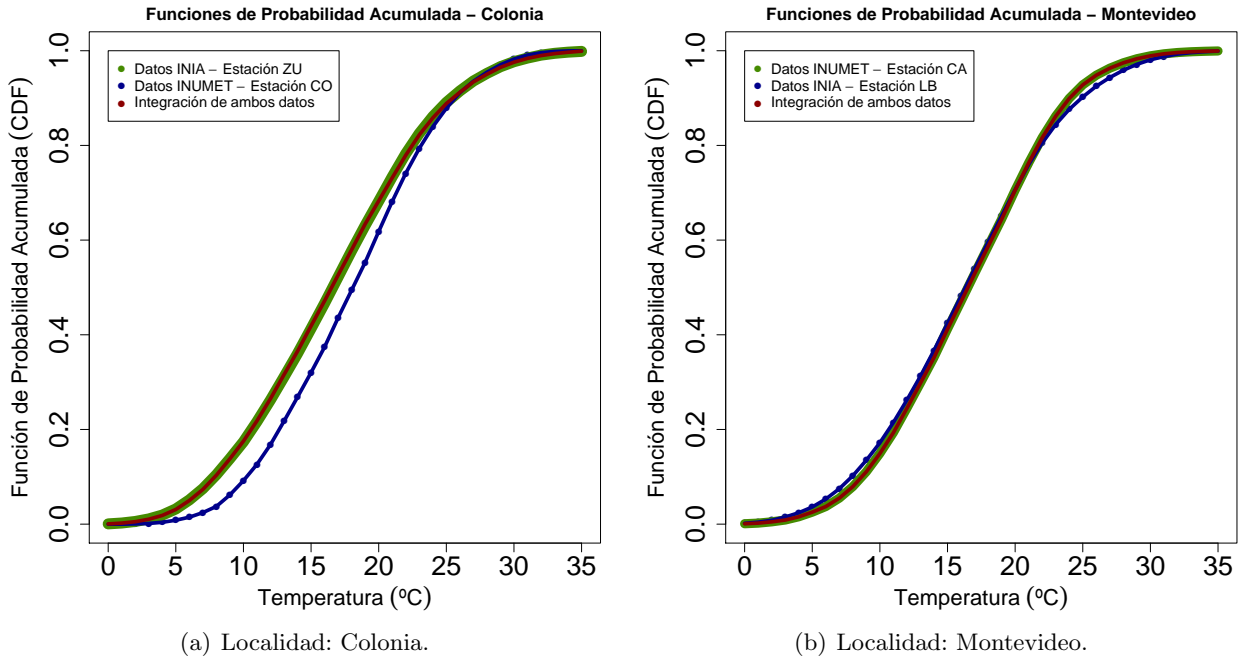 Funciones de Probabilidad Acumulada – Colonia
Datos INIA – Estación ZU
Datos INUMET – Estación CO
Integración de ambos datos
Función de Probabilidad Acumulada (CDF)
1.0
0.8
0.6
0.4
0.2
0.0
0 5 10 15 20 25 30 35
Temperatura (ºC)
(a) Localidad: Colonia.
Funciones de Probabilidad Acumulada – Montevideo
Datos INUMET – Estación CA
Datos INIA – Estación LB
Integración de ambos datos
Función de Probabilidad Acumulada (CDF)
1.0
0.8
0.6
0.4
0.2
0.0
0 5 10 15 20 25 30 35
Temperatura (ºC)
(b) Localidad: Montevideo.